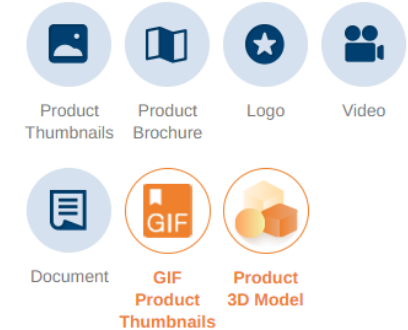 Product
Thumbnails
Product
Brochure
Logo
Video
Document
GIF
GIF
Product
Thumbnails
Product
3D Model